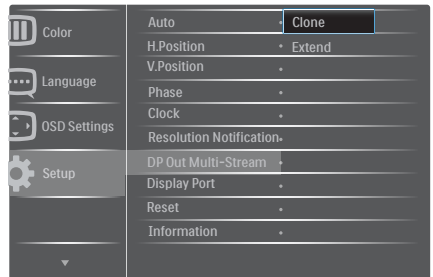 Color
Language
OSD Settings
Setup
Auto
H.Position
V.Position
Phase
Clock
Resolution Notification
DP Out Multi-Stream
Display Port
Reset
Information
Clone
Extend